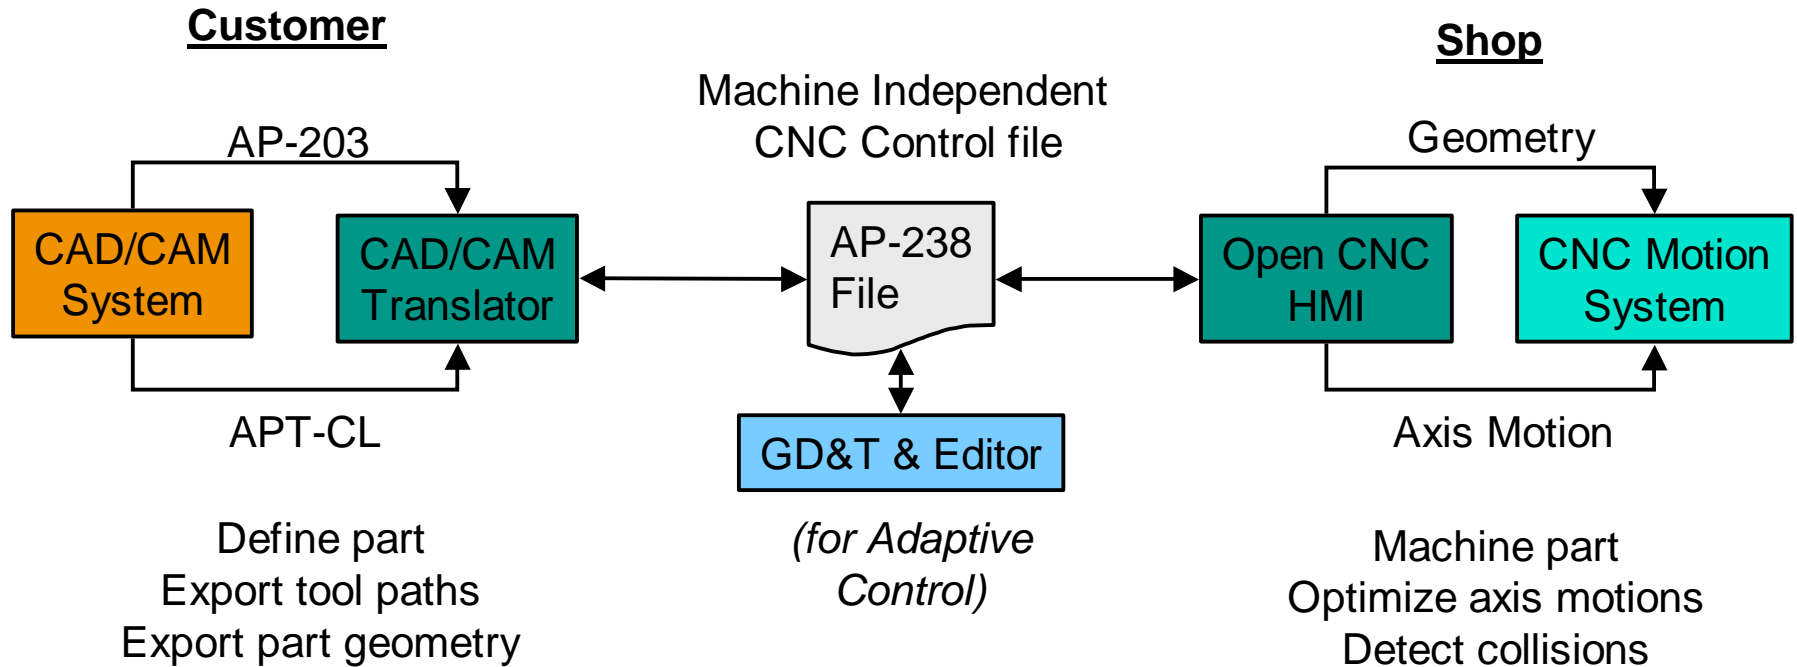 Customer
Shop
Machine Independent
CNC Control file
AP-203
Geometry
CAD/CAM
System
CAD/CAM
Translator
AP-238
File
Open CNC
HMI
CNC Motion
System
APT-CL
GD&T & Editor
Axis Motion
Define part
Export tool paths
Export part geometry
(for Adaptive
Control)
Machine part
Optimize axis motions
Detect collisions